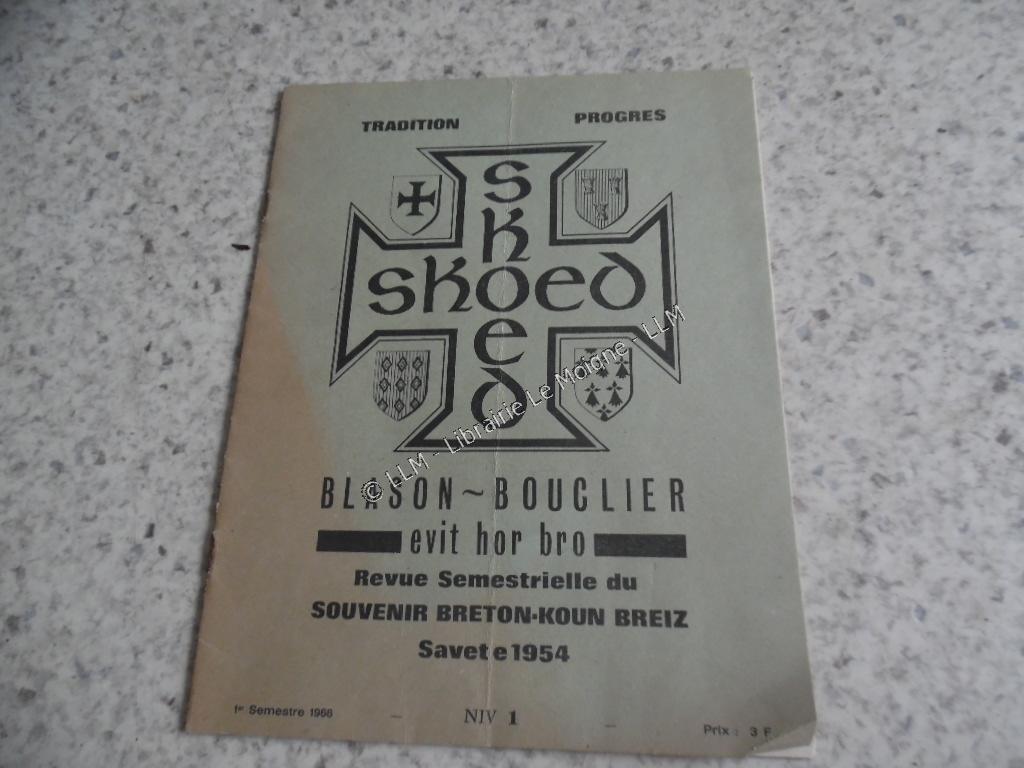 TRADITION PROGRES
SKOED
SKOED
BLASON ~ BOUCLIER
evit hor bro
Revue Semestrielle du
SOUVENIR BRETON-KOUN BREIZ
Savet e 1954
1er Semestre 1966 - NIV 1 - Prix : 3 F.
© LLM - Librairie Le Moigne - LLM